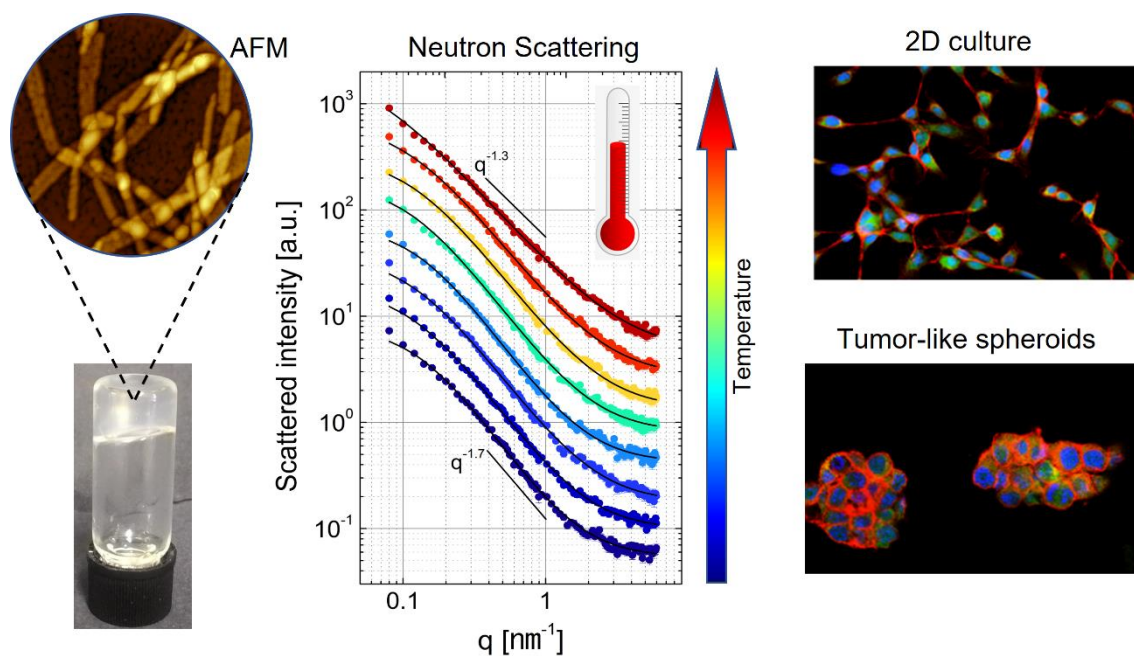 AFM
Neutron Scattering
2D culture
10³
10²
10¹
10⁰
10⁻¹
Scattered intensity [a.u.]
q⁻¹·³
q⁻¹·⁷
0.1
1
q [nm⁻¹]
Temperature
Tumor-like spheroids